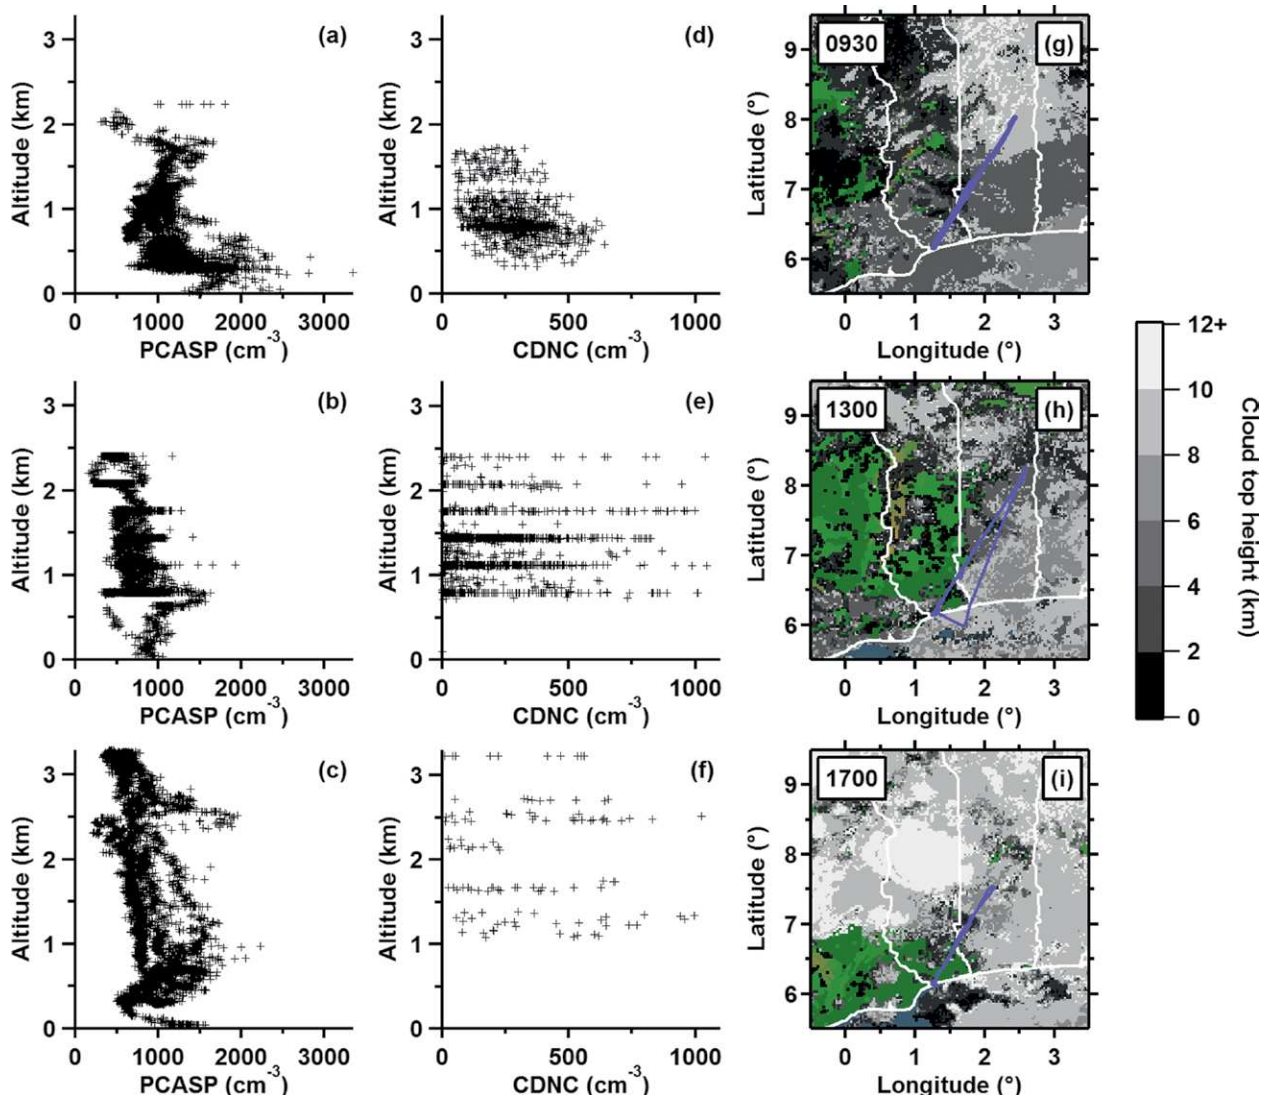 (a)
Altitude (km)
3
2
1
0
0 1000 2000 3000
PCASP (cm-3)
(d)
Altitude (km)
3
2
1
0
0 500 1000
CDNC (cm-3)
0930
(g)
Latitude (°)
9
8
7
6
0 1 2 3
Longitude (°)
(b)
Altitude (km)
3
2
1
0
0 1000 2000 3000
PCASP (cm-3)
(e)
Altitude (km)
3
2
1
0
0 500 1000
CDNC (cm-3)
1300
(h)
Latitude (°)
9
8
7
6
0 1 2 3
Longitude (°)
(c)
Altitude (km)
3
2
1
0
0 1000 2000 3000
PCASP (cm-3)
(f)
Altitude (km)
3
2
1
0
0 500 1000
CDNC (cm-3)
1700
(i)
Latitude (°)
9
8
7
6
0 1 2 3
Longitude (°)
12+
10
8
6
4
2
0
Cloud top height (km)